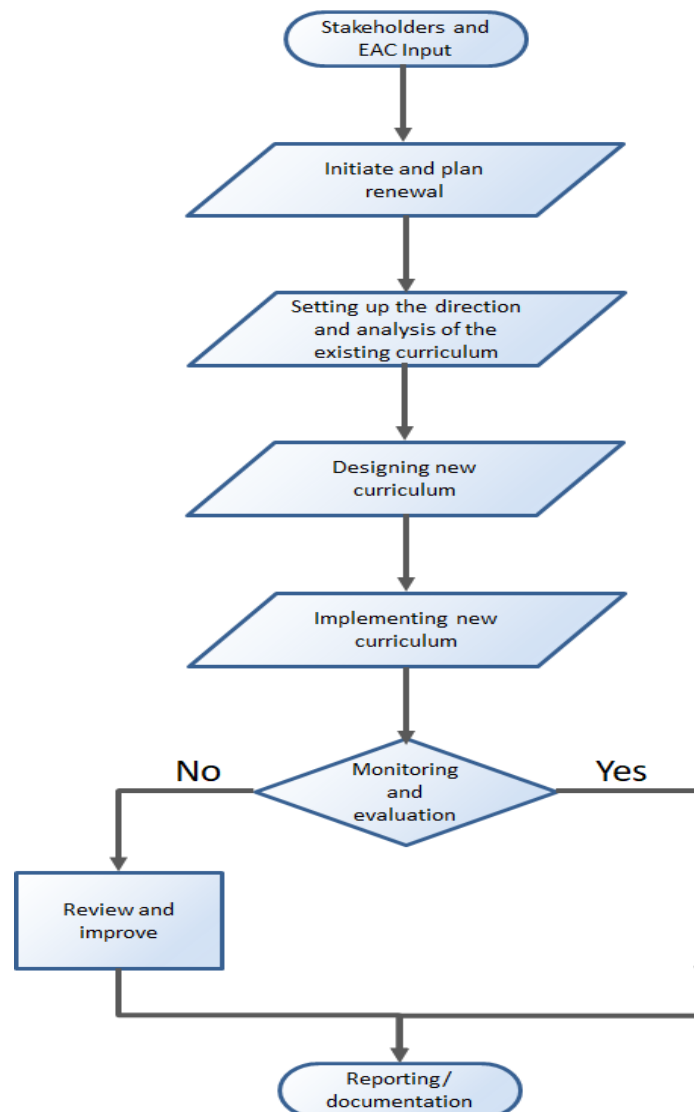 Stakeholders and
EAC Input
Initiate and plan
renewal
Setting up the direction
and analysis of the
existing curriculum
Designing new
curriculum
Implementing new
curriculum
No
Monitoring
and
evaluation
Yes
Review and
improve
Reporting/
documentation